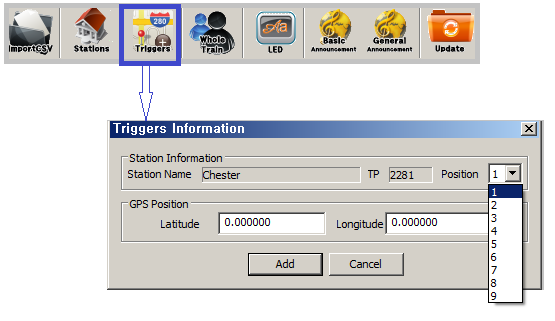 ImportCSV
Stations
280
Triggers
Whole
Train
Aa
LED
Basic
Announcement
General
Announcement
Update
Triggers Information
Station Information
Station Name Chester TP 2281 Position 1
1
2
3
4
5
6
7
8
9
GPS Position
Latitude 0.000000 Longitude 0.000000
Add Cancel